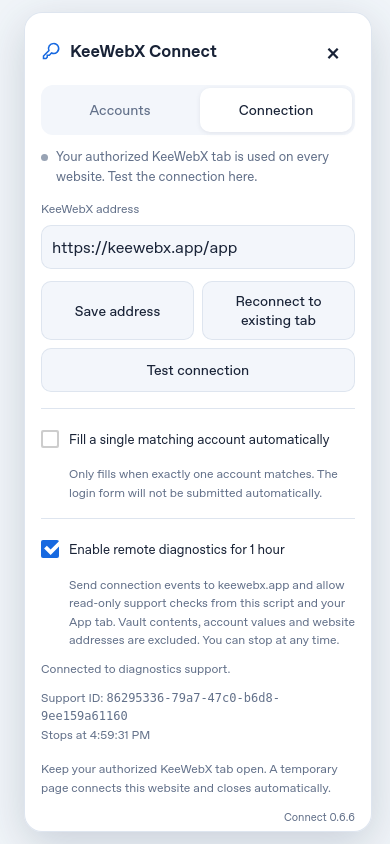 KeeWebX Connect
Accounts
Connection
Your authorized KeeWebX tab is used on every
website. Test the connection here.
KeeWebX address
https://keewebx.app/app
Save address
Reconnect to
existing tab
Test connection
Fill a single matching account automatically
Only fills when exactly one account matches. The
login form will not be submitted automatically.
Enable remote diagnostics for 1 hour
Send connection events to keewebx.app and allow
read-only support checks from this script and your
App tab. Vault contents, account values and website
addresses are excluded. You can stop at any time.
Connected to diagnostics support.
Support ID: 86295336-79a7-47c0-b6d8-
9ee159a61160
Stops at 4:59:31 PM
Keep your authorized KeeWebX tab open. A temporary
page connects this website and closes automatically.
Connect 0.6.6